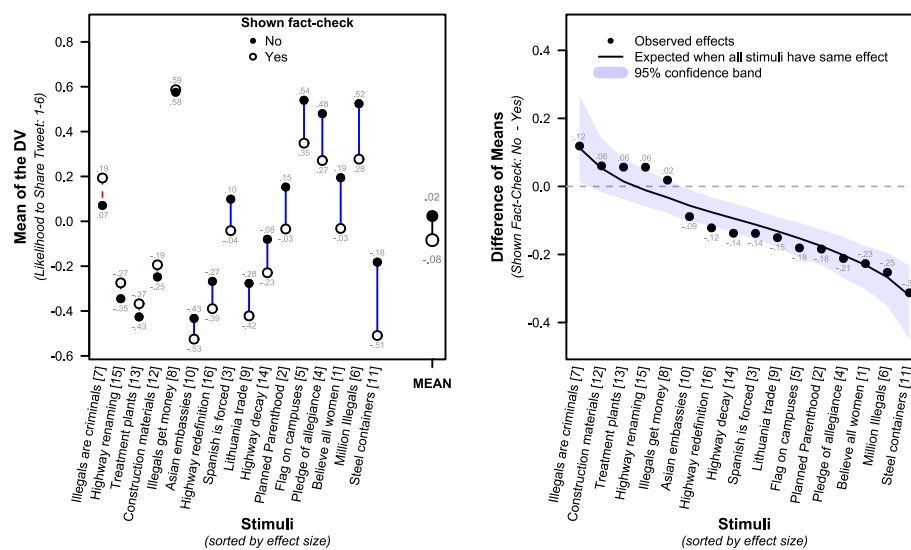 Shown fact-check
No
Yes
Mean of the DV
(Likelihood to Share Tweet: 1-6)
0.8
0.6
0.4
0.2
0.0
-0.2
-0.4
-0.6
.19
.07
-.27
-.35
-.37
-.43
-.19
-.25
.59
.58
-.43
-.53
-.27
-.39
.10
-.04
-.28
-.42
-.08
-.23
.15
-.03
.54
.35
.48
.27
.19
-.03
.52
.28
-.18
-.51
.02
-.08
MEAN
Illegals are criminals [7]
Highway renaming [15]
Treatment plants [13]
Construction materials [12]
Illegals get money [8]
Asian embassies [10]
Highway redefinition [16]
Spanish is forced [3]
Lithuania trade [9]
Highway decay [14]
Planned Parenthood [2]
Flag on campuses [5]
Pledge of allegiance [4]
Believe all women [1]
Million Illegals [6]
Steel containers [11]
Stimuli
(sorted by effect size)
Observed effects
Expected when all stimuli have same effect
95% confidence band
Difference of Means
(Shown Fact-Check: No - Yes)
0.4
0.2
0.0
-0.2
-0.4
.12
.06
.06
.06
.02
-.09
-.12
-.14
-.14
-.15
-.18
-.18
-.21
-.23
-.25
Illegals are criminals [7]
Construction materials [12]
Treatment plants [13]
Highway renaming [15]
Illegals get money [8]
Asian embassies [10]
Highway redefinition [16]
Highway decay [14]
Spanish is forced [3]
Lithuania trade [9]
Flag on campuses [5]
Planned Parenthood [2]
Pledge of allegiance [4]
Believe all women [1]
Million Illegals [6]
Steel containers [11]
Stimuli
(sorted by effect size)